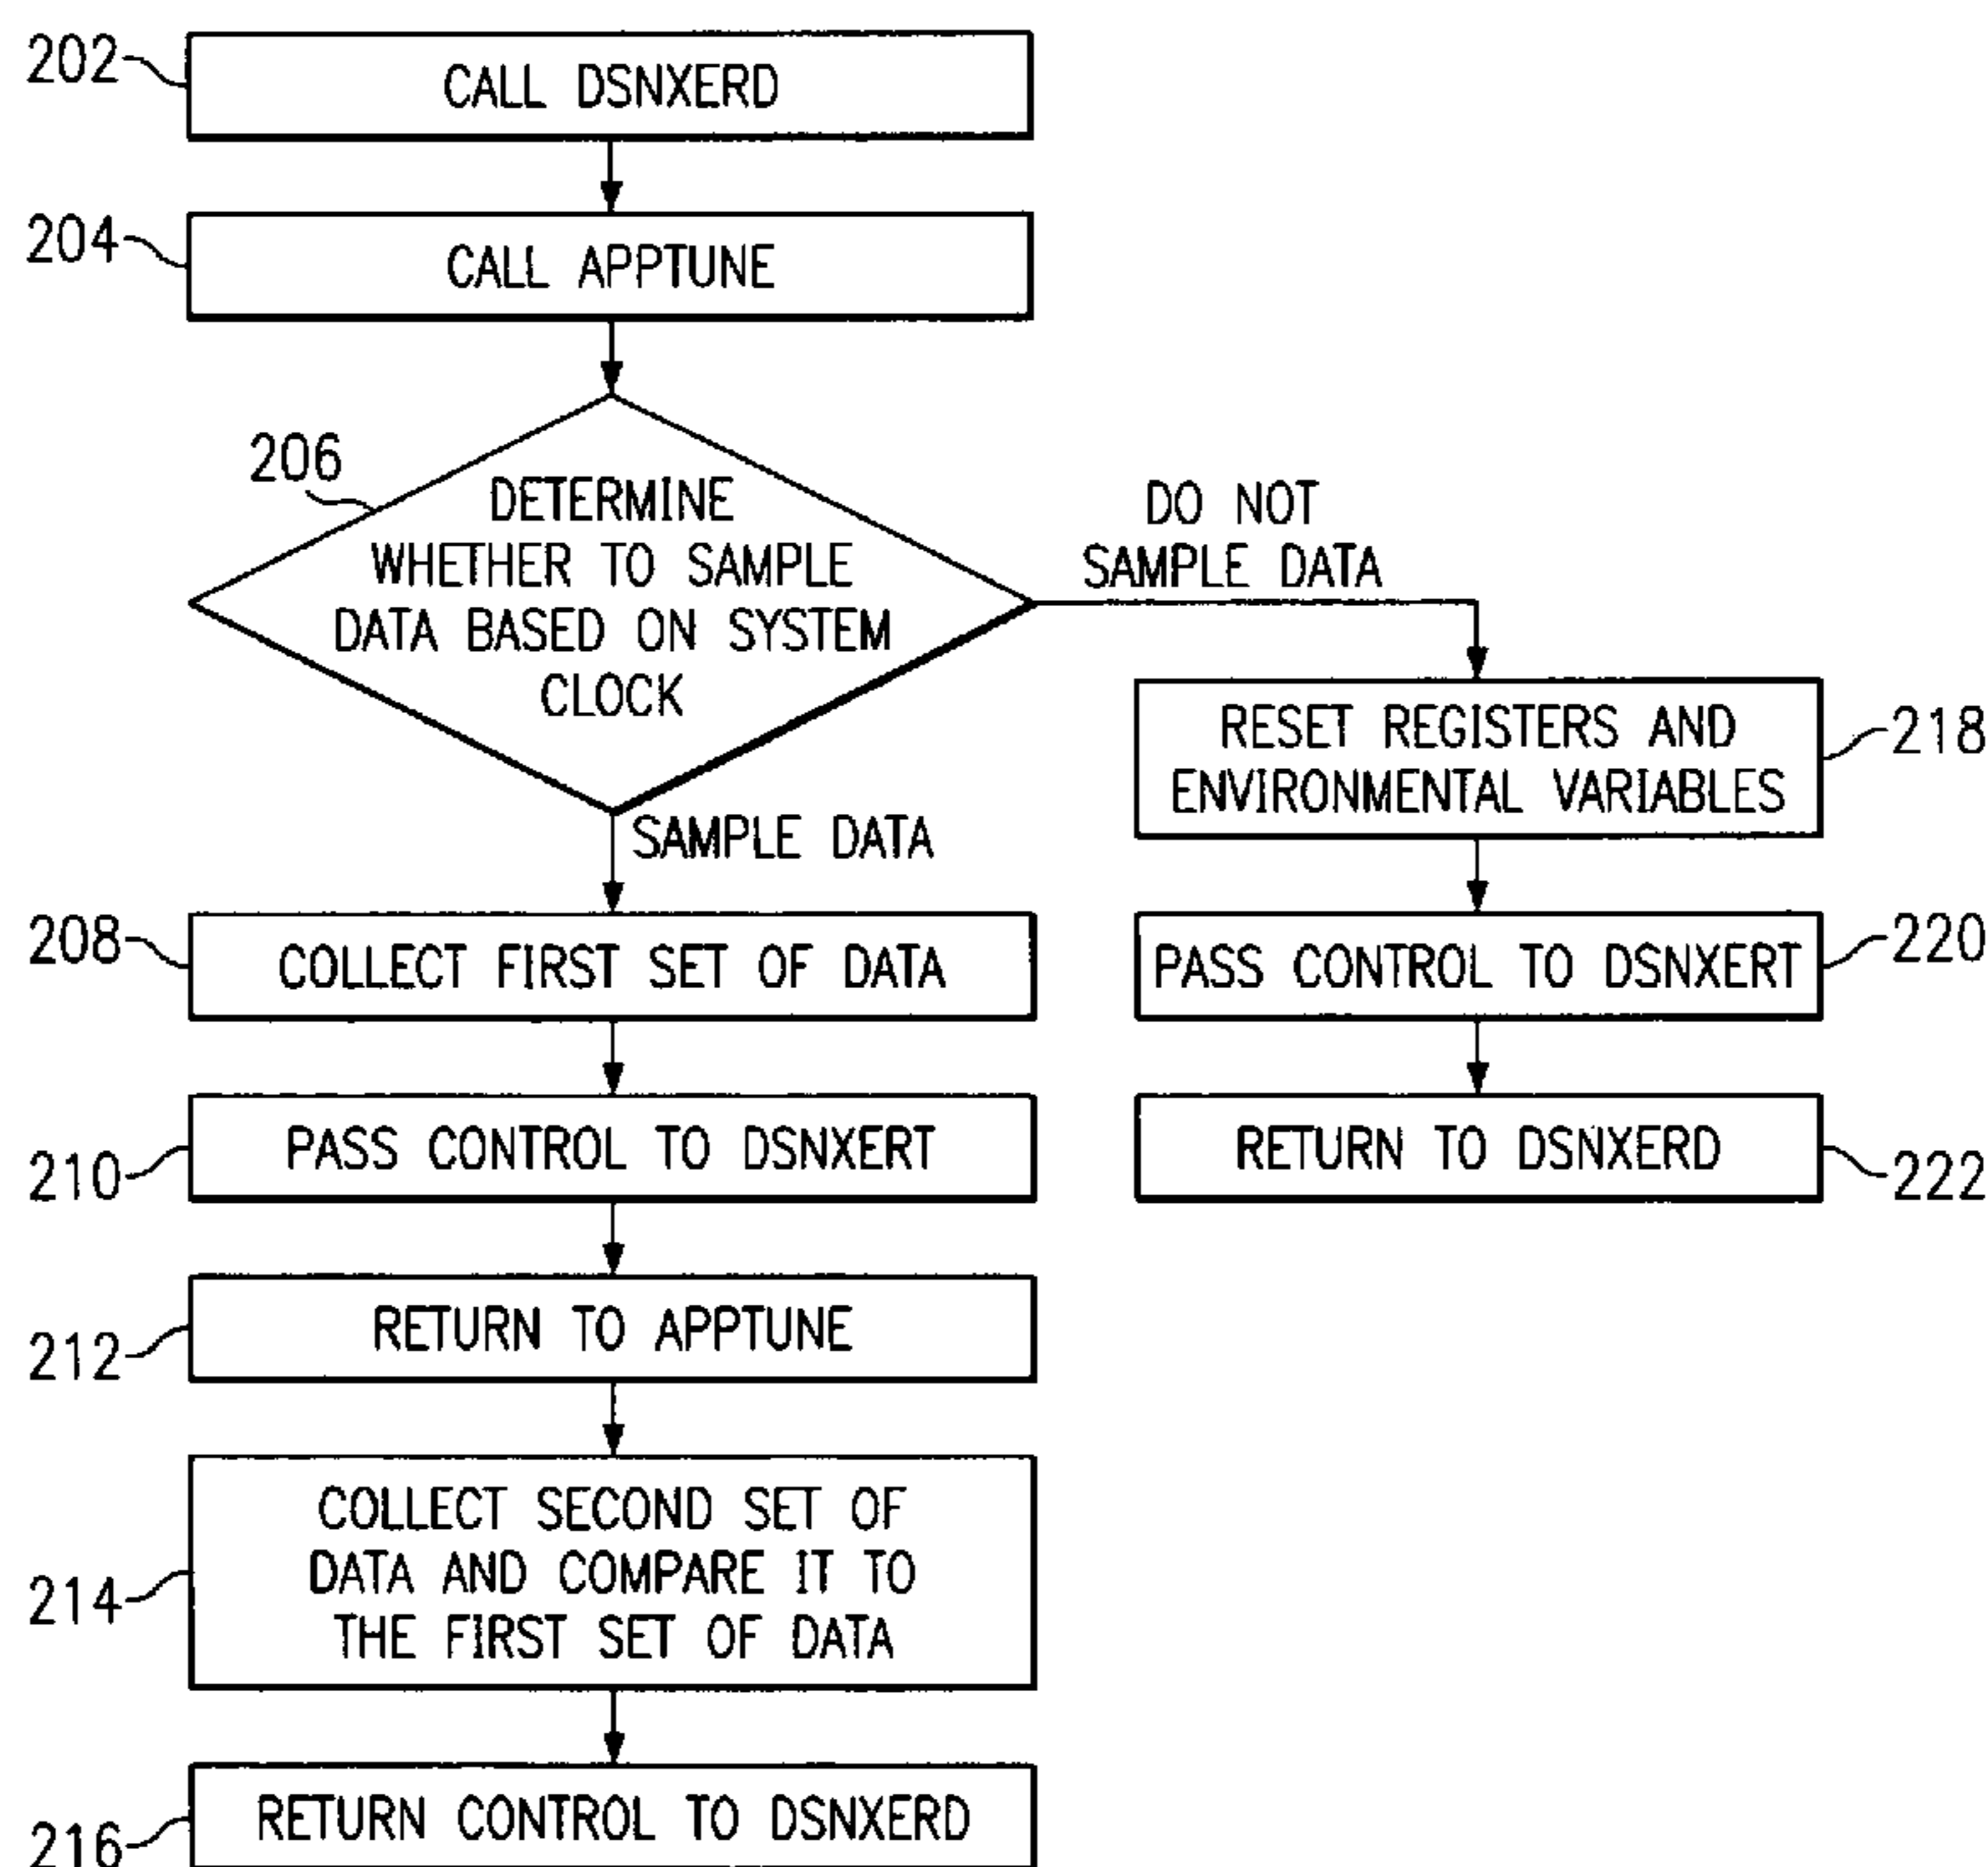 202
CALL DSNXERD
204
CALL APPTUNE
206
DETERMINE
WHETHER TO SAMPLE
DATA BASED ON SYSTEM
CLOCK
DO NOT
SAMPLE DATA
SAMPLE DATA
RESET REGISTERS AND
ENVIRONMENTAL VARIABLES
218
208
COLLECT FIRST SET OF DATA
PASS CONTROL TO DSNXERT
220
210
PASS CONTROL TO DSNXERT
RETURN TO DSNXERD
222
212
RETURN TO APPTUNE
214
COLLECT SECOND SET OF
DATA AND COMPARE IT TO
THE FIRST SET OF DATA
216
RETURN CONTROL TO DSNXERD